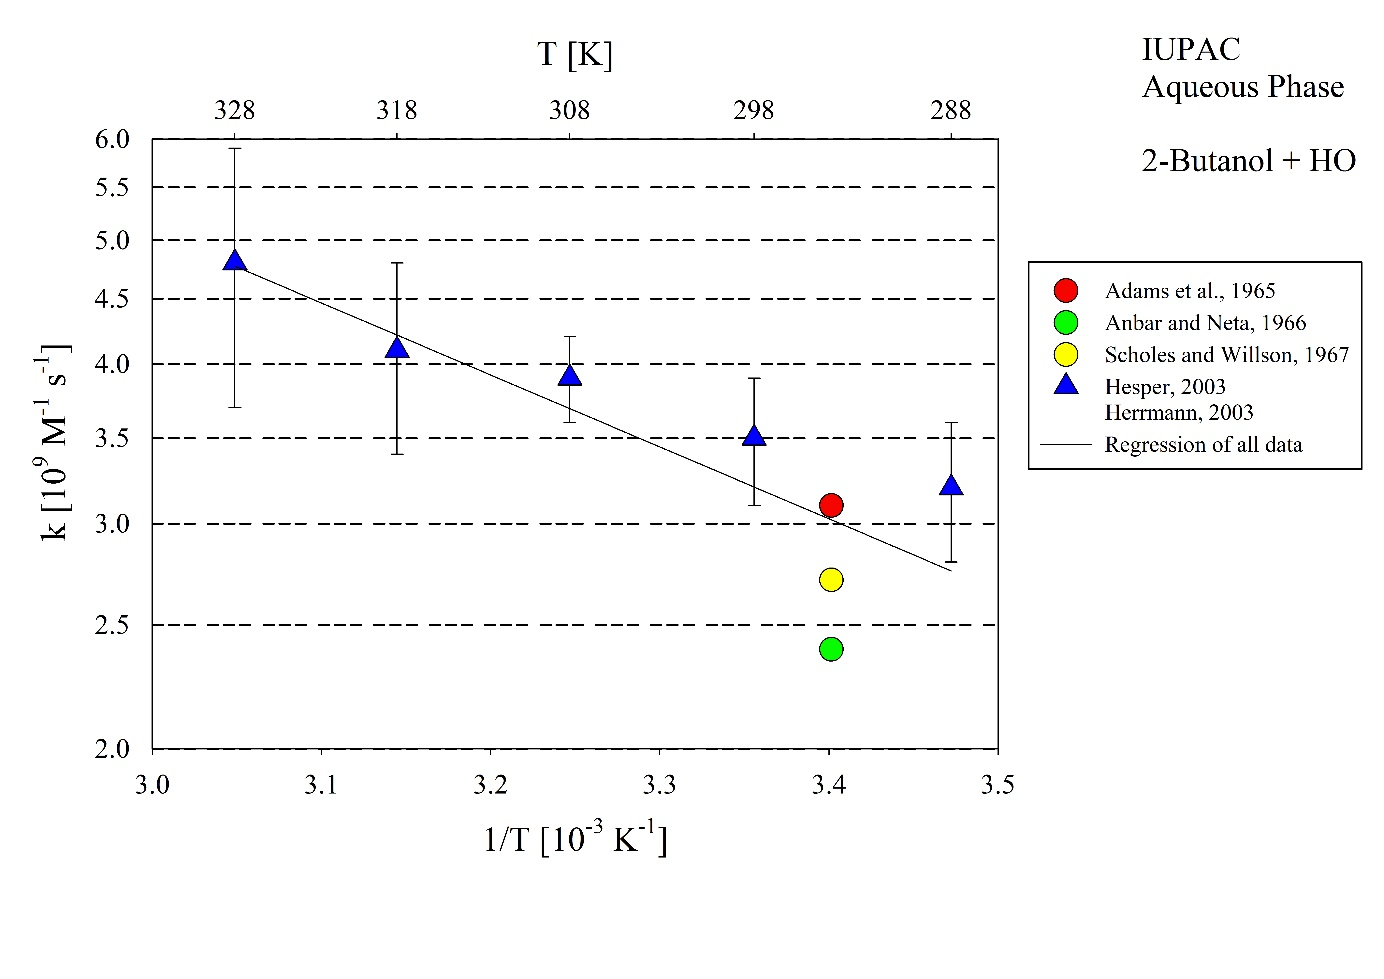 T [K]
IUPAC
Aqueous Phase
2-Butanol + HO
328 318 308 298 288
6.0
5.5
5.0
4.5
4.0
3.5
3.0
2.5
2.0
k [10⁹ M⁻¹ s⁻¹]
Adams et al., 1965
Anbar and Neta, 1966
Scholes and Willson, 1967
Hesper, 2003
Herrmann, 2003
Regression of all data
3.0 3.1 3.2 3.3 3.4 3.5
1/T [10⁻³ K⁻¹]